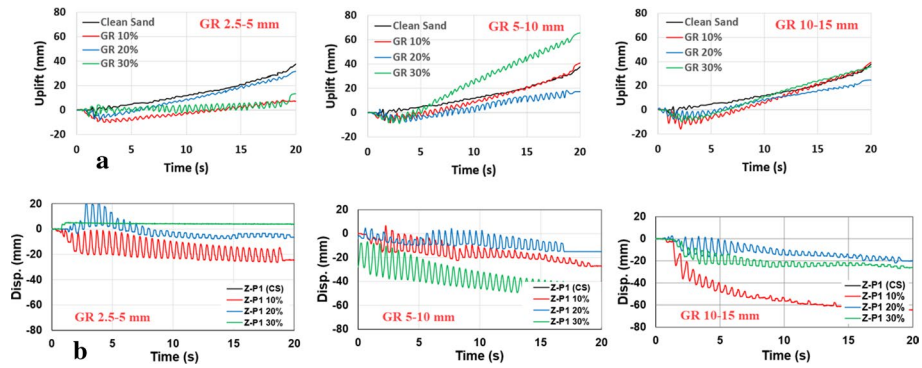 80
60
40
20
0
20
Uplift (mm)
Clean Sand
GR 10%
GR 20%
GR 30%
GR 2.5-5 mm
0 5 10 15 20
Time (s)
a
80
60
40
20
0
20
Uplift (mm)
Clean Sand
GR 10%
GR 20%
GR 30%
GR 5-10 mm
0 5 10 15 20
Time (s)
80
60
40
20
0
20
Uplift (mm)
Clean Sand
GR 10%
GR 20%
GR 30%
GR 10-15 mm
0 5 10 15 20
Time (s)
20
0
-20
-40
-60
-80
Disp. (mm)
Z-P1 (CS)
Z-P1 10%
Z-P1 20%
Z-P1 30%
GR 2.5-5 mm
0 5 10 15 20
Time (s)
b
20
0
-20
-40
-60
-80
Disp. (mm)
Z-P1 (CS)
Z-P1 10%
Z-P1 20%
Z-P1 30%
GR 5-10 mm
0 5 10 15 20
Time (s)
20
0
-20
-40
-60
-80
Disp. (mm)
Z-P1 (CS)
Z-P1 10%
Z-P1 20%
Z-P1 30%
GR 10-15 mm
0 5 10 15 20
Time (s)